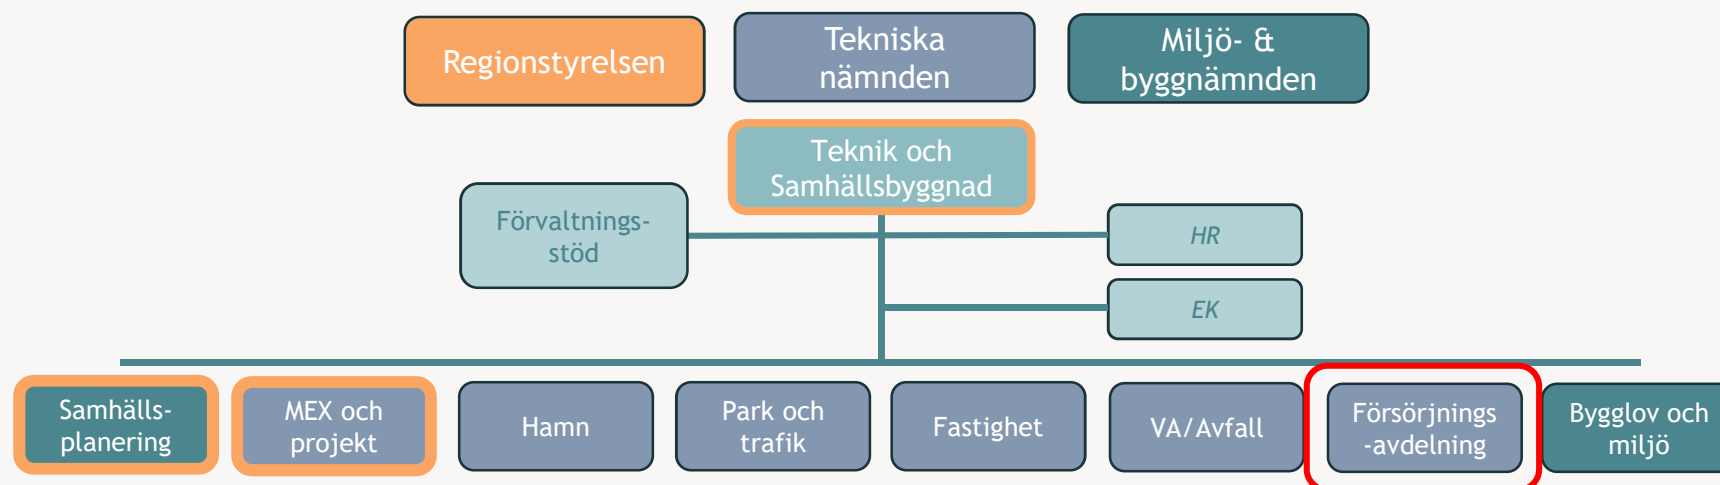 Regionstyrelsen
Tekniska
nämnden
Miljö- &
byggnämnden
Teknik och
Samhällsbyggnad
Förvaltnings-
stöd
HR
EK
Samhälls-
planering
MEX och
projekt
Hamn
Park och
trafik
Fastighet
VA/Avfall
Försörjnings
-avdelning
Bygglov och
miljö